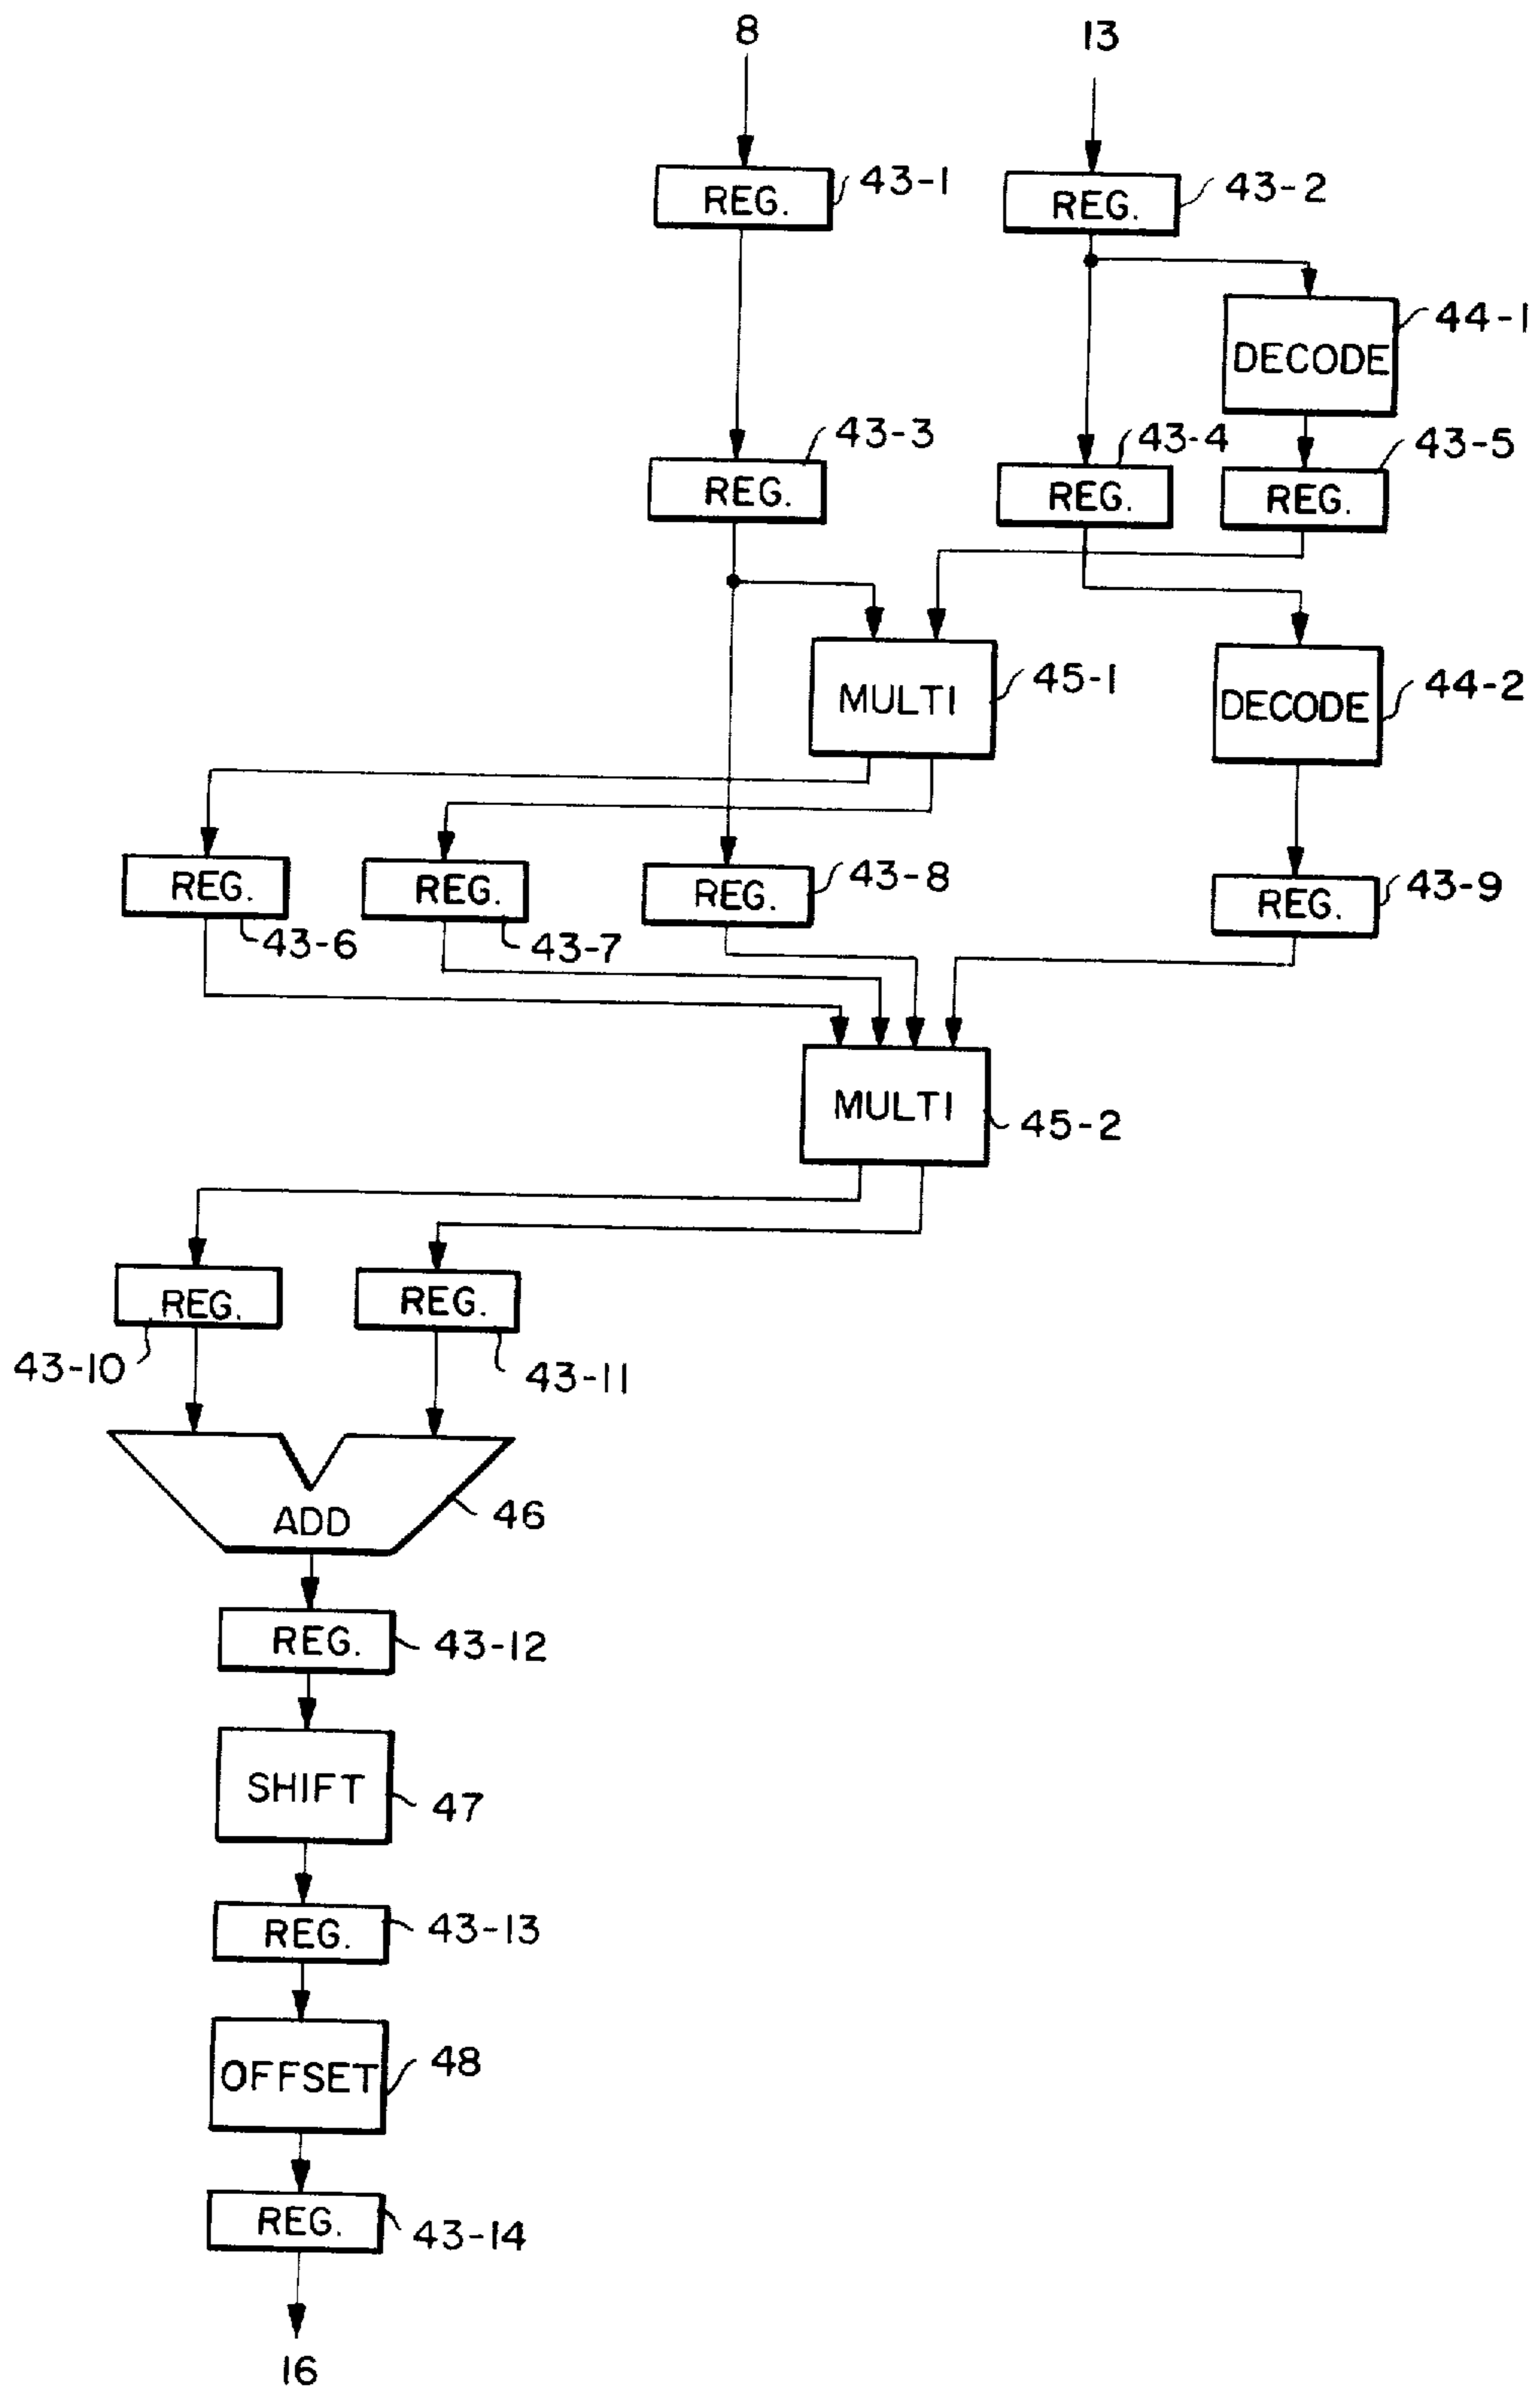 8
13
REG.
43-1
REG.
43-2
DECODE
44-1
REG.
43-3
REG.
43-4
REG.
43-5
MULTI
45-1
DECODE
44-2
REG.
43-6
REG.
43-7
REG.
43-8
REG.
43-9
MULTI
45-2
REG.
43-10
REG.
43-11
ADD
46
REG.
43-12
SHIFT
47
REG.
43-13
OFFSET
48
REG.
43-14
16